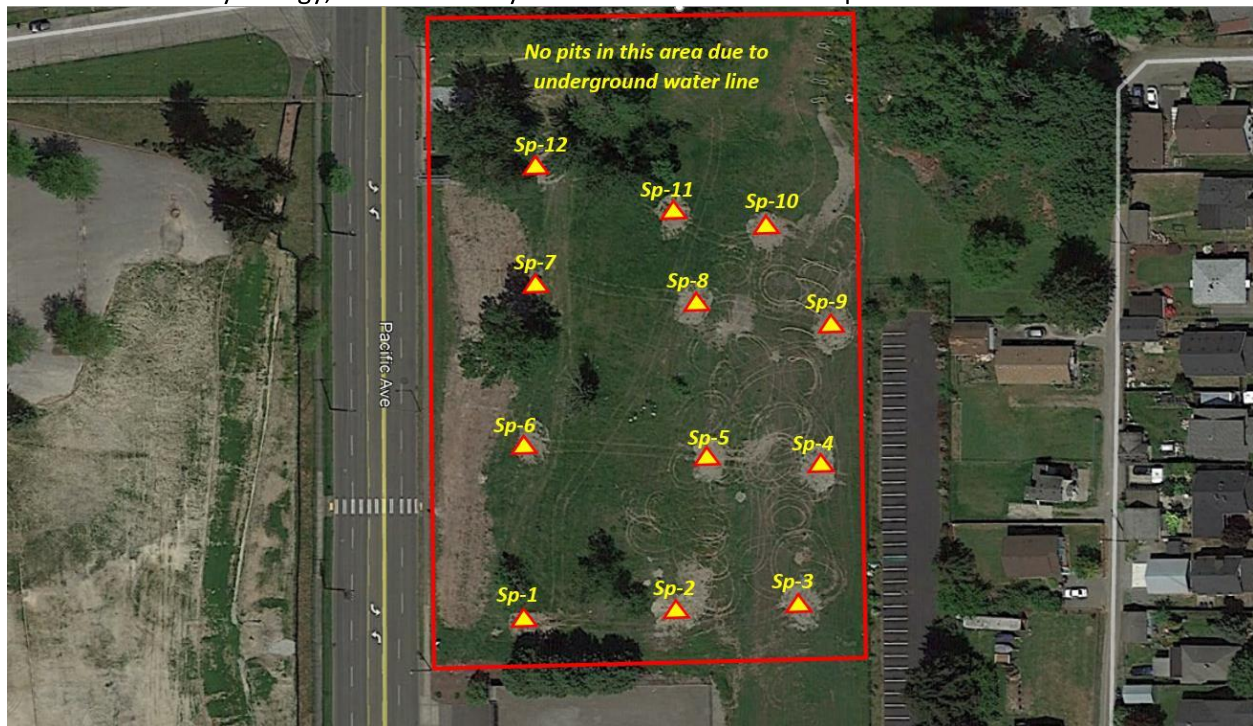 No pits in this area due to
underground water line
Sp-12
Sp-11
Sp-10
Sp-7
Sp-8
Sp-9
Pacific Ave
Sp-6
Sp-5
Sp-4
Sp-1
Sp-2
Sp-3